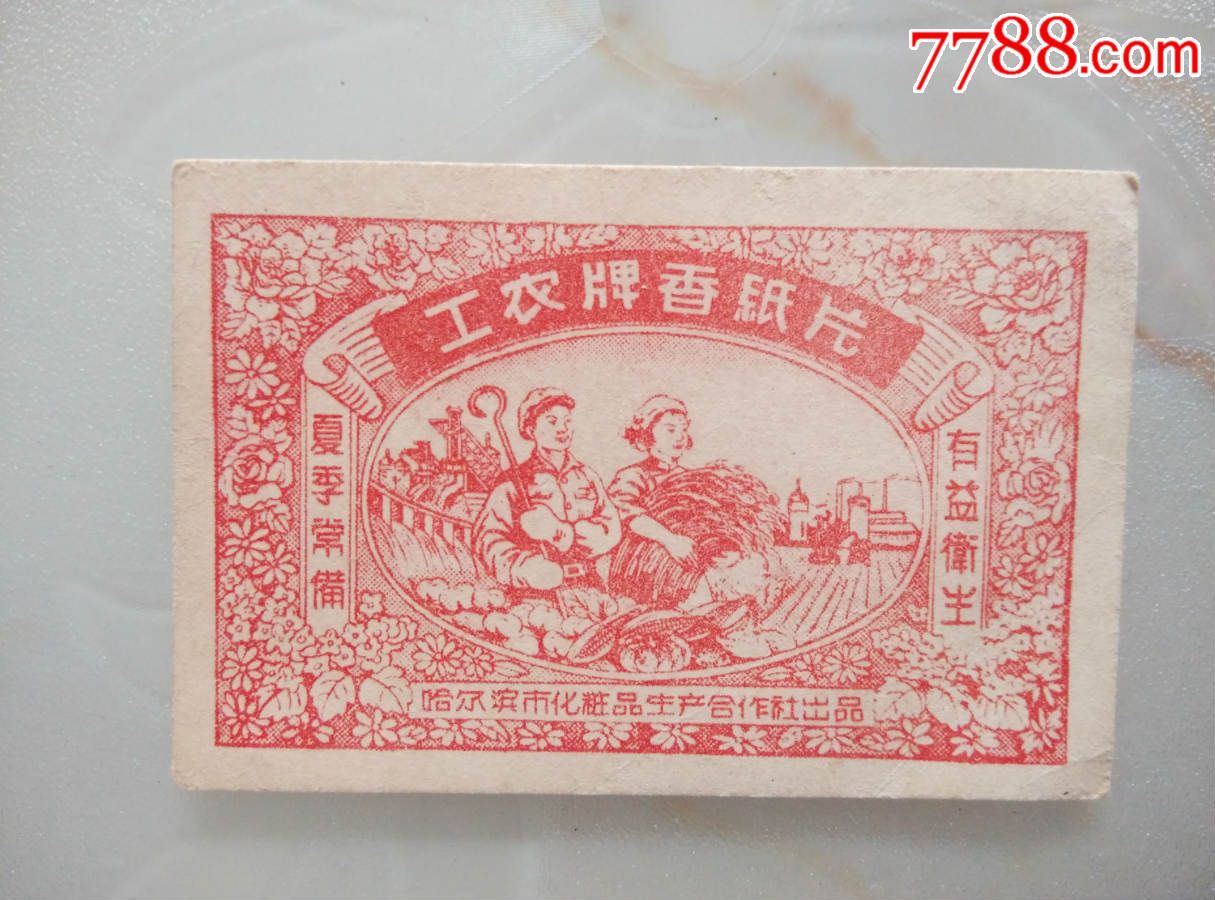 7788.com
工农牌香紙片
夏季常備
有益衛生
哈尔滨市化粧品生产合作社出品